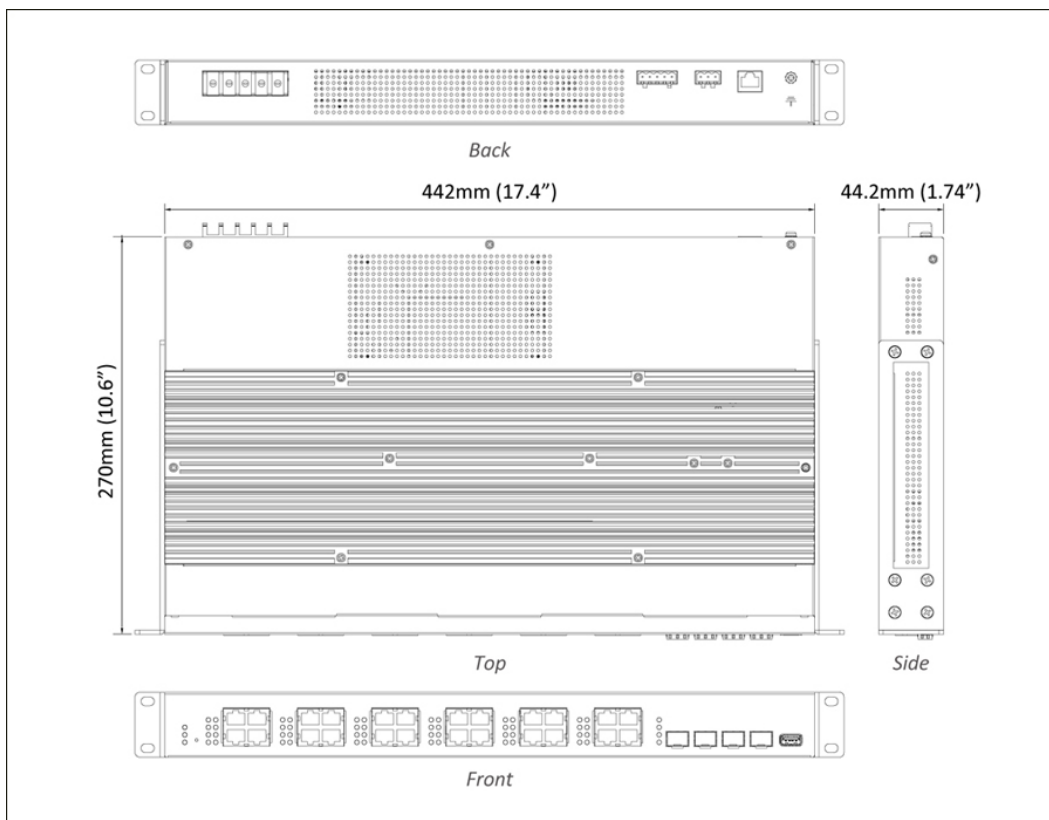 Back
442mm (17.4”)
44.2mm (1.74”)
270mm (10.6”)
Top
Side
Front